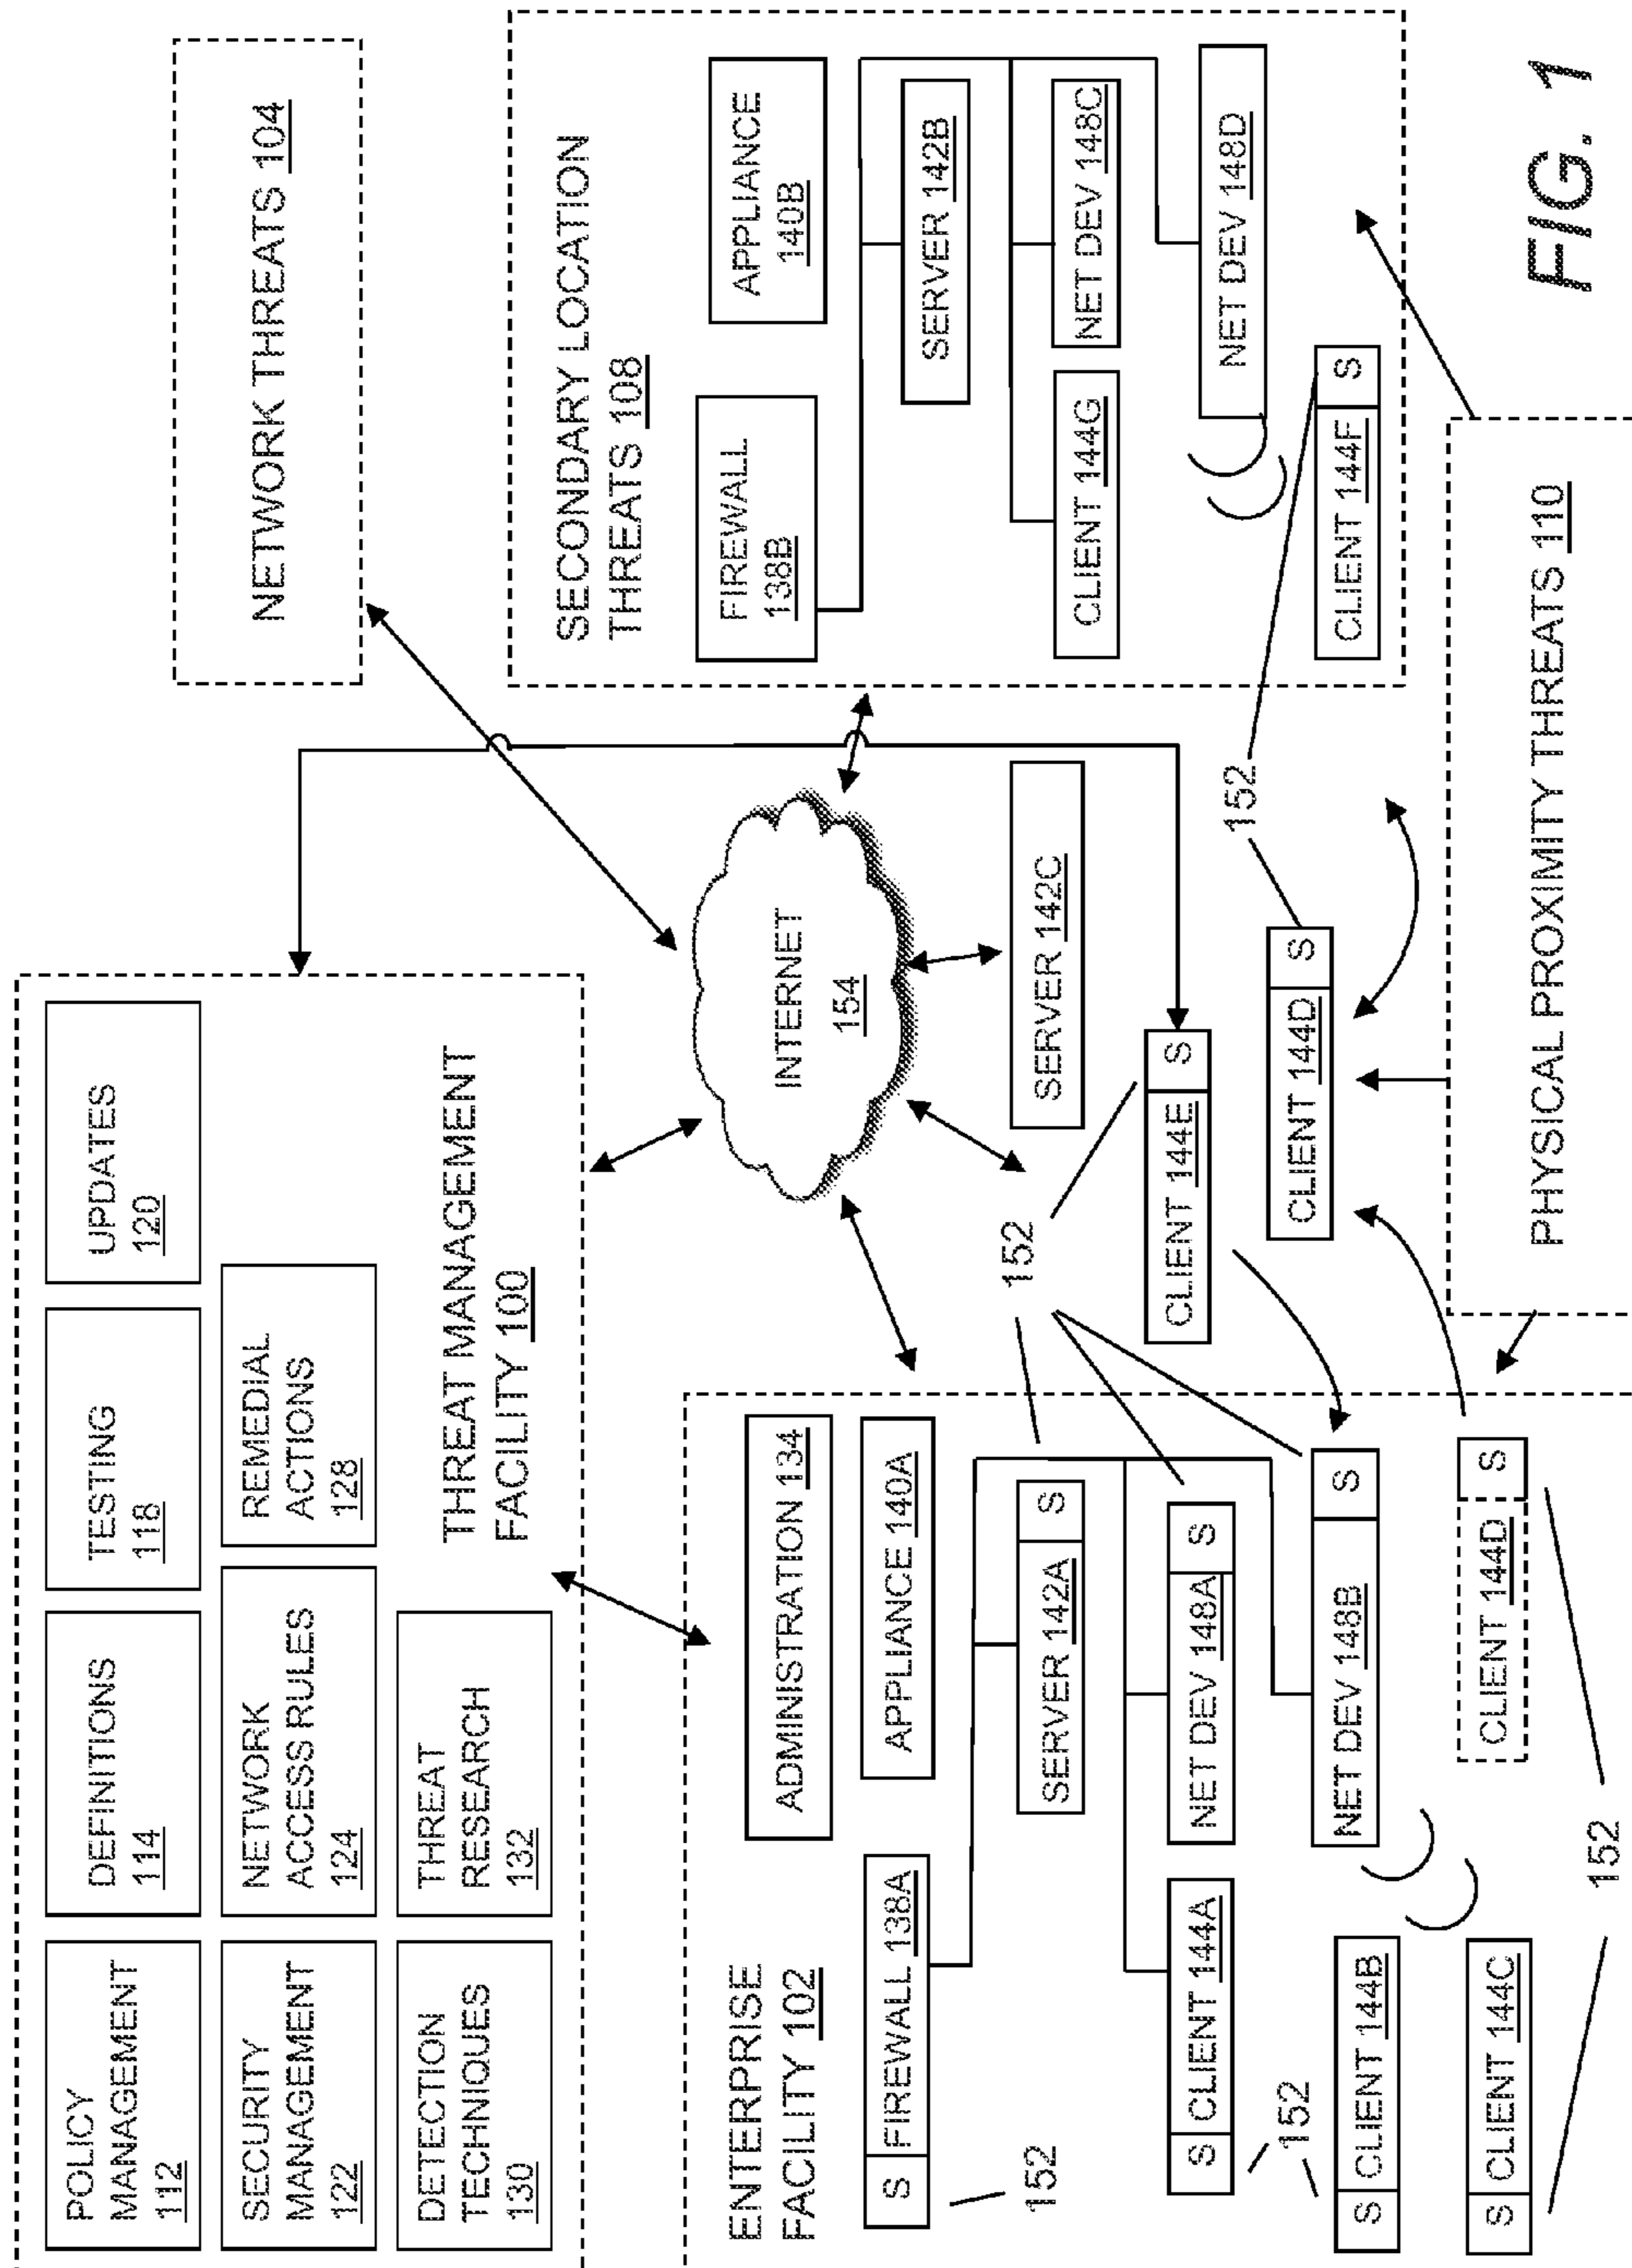 POLICY
MANAGEMENT
112
DEFINITIONS
114
TESTING
118
UPDATES
120
SECURITY
MANAGEMENT
122
NETWORK
ACCESS RULES
124
REMEDIAL
ACTIONS
128
DETECTION
TECHNIQUES
130
THREAT
RESEARCH
132
THREAT MANAGEMENT
FACILITY 100
NETWORK THREATS 104
ENTERPRISE
FACILITY 102
ADMINISTRATION 134
S FIREWALL 138A
APPLIANCE 140A
152
SERVER 142A S
S CLIENT 144A
NET DEV 148A S
152
S CLIENT 144B
NET DEV 148B S
S CLIENT 144C
CLIENT 144D S
152
INTERNET
154
SERVER 142C
152
CLIENT 144E S
CLIENT 144D S
152
SECONDARY LOCATION
THREATS 108
FIREWALL
138B
APPLIANCE
140B
SERVER 142B
CLIENT 144G
NET DEV 148C
NET DEV 148D
CLIENT 144F S
PHYSICAL PROXIMITY THREATS 110
FIG. 1